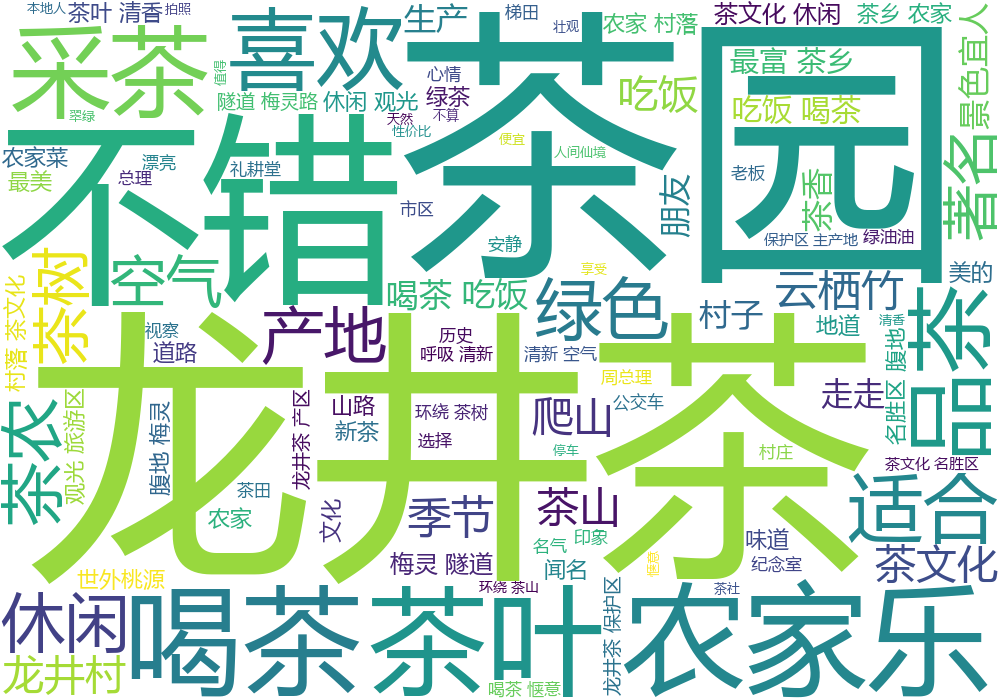 本地人
茶叶 清香
拍照
采茶
喜欢
生产
梯田
壮观
农家 村落
茶文化 休闲
茶乡 农家
景色宜人
值得
心情
绿茶
最富 茶乡
吃饭
翠绿
隧道 梅灵路
休闲 观光
天然
不算
性价比
便宜
人间仙境
吃饭 喝茶
茶园
不错
农家菜
漂亮
礼耕堂
最美
总理
市区
朋友
老板
茶香
著名
保护区 主产地
绿油油
安静
享受
空气
喝茶 吃饭
绿色
村子
云栖竹
美的
茶树
村落 茶文化
视察
道路
产地
历史
呼吸 清新
清新 空气
地道
清香
腹地
品茶
周总理
走走
名胜区
龙井茶
茶农
观光 旅游区
腹地 梅灵
龙井茶 产区
山路
新茶
环绕 茶树
选择
爬山
公交车
停车
村庄
茶文化 名胜区
茶田
农家
文化
季节
茶山
适合
梅灵 隧道
名气
印象
闻名
味道
纪念室
茶文化
世外桃源
环绕 茶山
茶社
休闲
喝茶
茶叶
龙井茶 保护区
农家乐
龙井村
喝茶 惬意